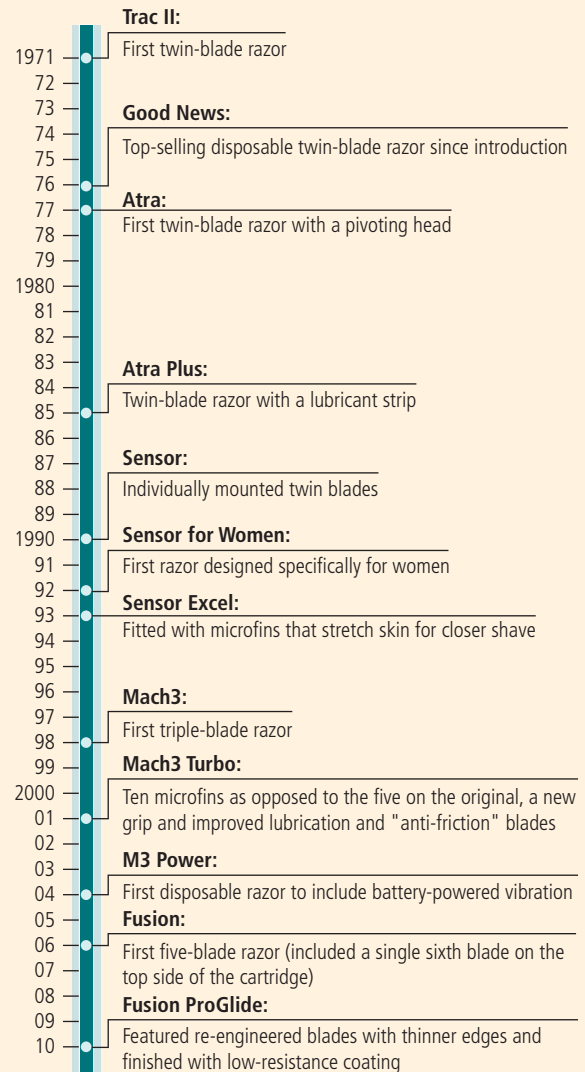 Trac II:
1971
First twin-blade razor
72
73
Good News:
74
Top-selling disposable twin-blade razor since introduction
75
76
Atra:
77
First twin-blade razor with a pivoting head
78
79
1980
81
82
83
Atra Plus:
84
Twin-blade razor with a lubricant strip
85
86
87
Sensor:
88
Individually mounted twin blades
89
1990
Sensor for Women:
91
First razor designed specifically for women
92
Sensor Excel:
93
Fitted with microfins that stretch skin for closer shave
94
95
96
Mach3:
97
First triple-blade razor
98
99
Mach3 Turbo:
2000
Ten microfins as opposed to the five on the original, a new
01
grip and improved lubrication and "anti-friction" blades
02
03
M3 Power:
04
First disposable razor to include battery-powered vibration
05
Fusion:
06
First five-blade razor (included a single sixth blade on the
07
top side of the cartridge)
08
Fusion ProGlide:
09
Featured re-engineered blades with thinner edges and
10
finished with low-resistance coating